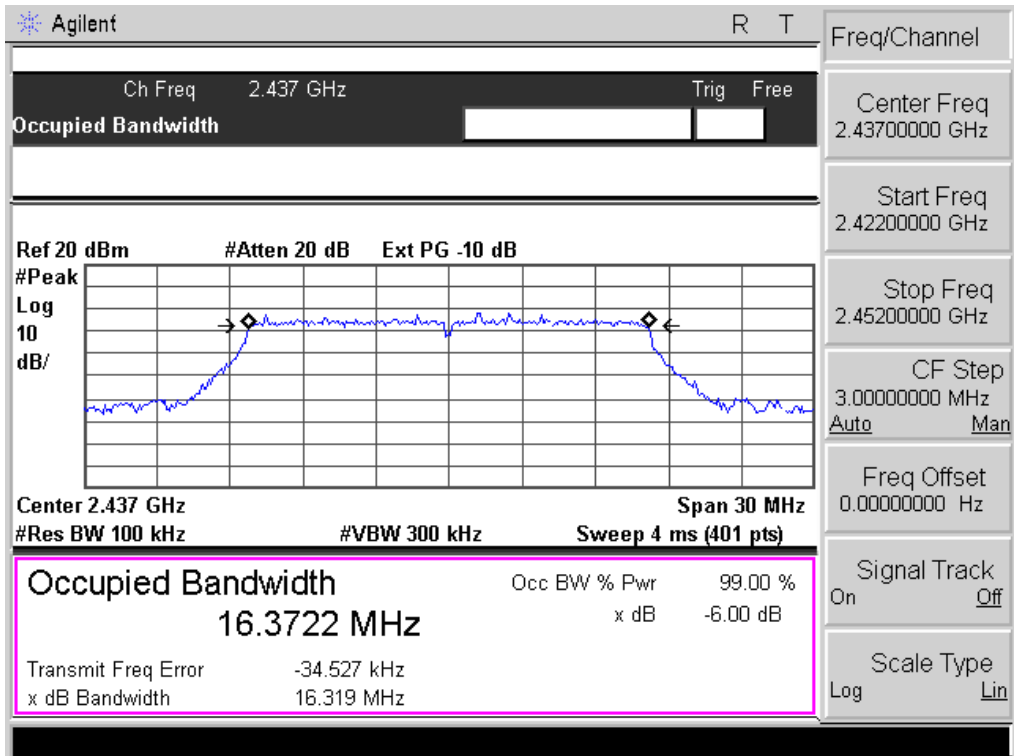 Agilent R T
Ch Freq 2.437 GHz Trig Free
Occupied Bandwidth
Ref 20 dBm #Atten 20 dB Ext PG -10 dB
#Peak
Log
10
dB/
Center 2.437 GHz Span 30 MHz
#Res BW 100 kHz #VBW 300 kHz Sweep 4 ms (401 pts)
Occupied Bandwidth
16.3722 MHz
Occ BW % Pwr 99.00 %
x dB -6.00 dB
Transmit Freq Error -34.527 kHz
x dB Bandwidth 16.319 MHz
Freq/Channel
Center Freq
2.43700000 GHz
Start Freq
2.42200000 GHz
Stop Freq
2.45200000 GHz
CF Step
3.00000000 MHz
Auto Man
Freq Offset
0.00000000 Hz
Signal Track
On Off
Scale Type
Log Lin